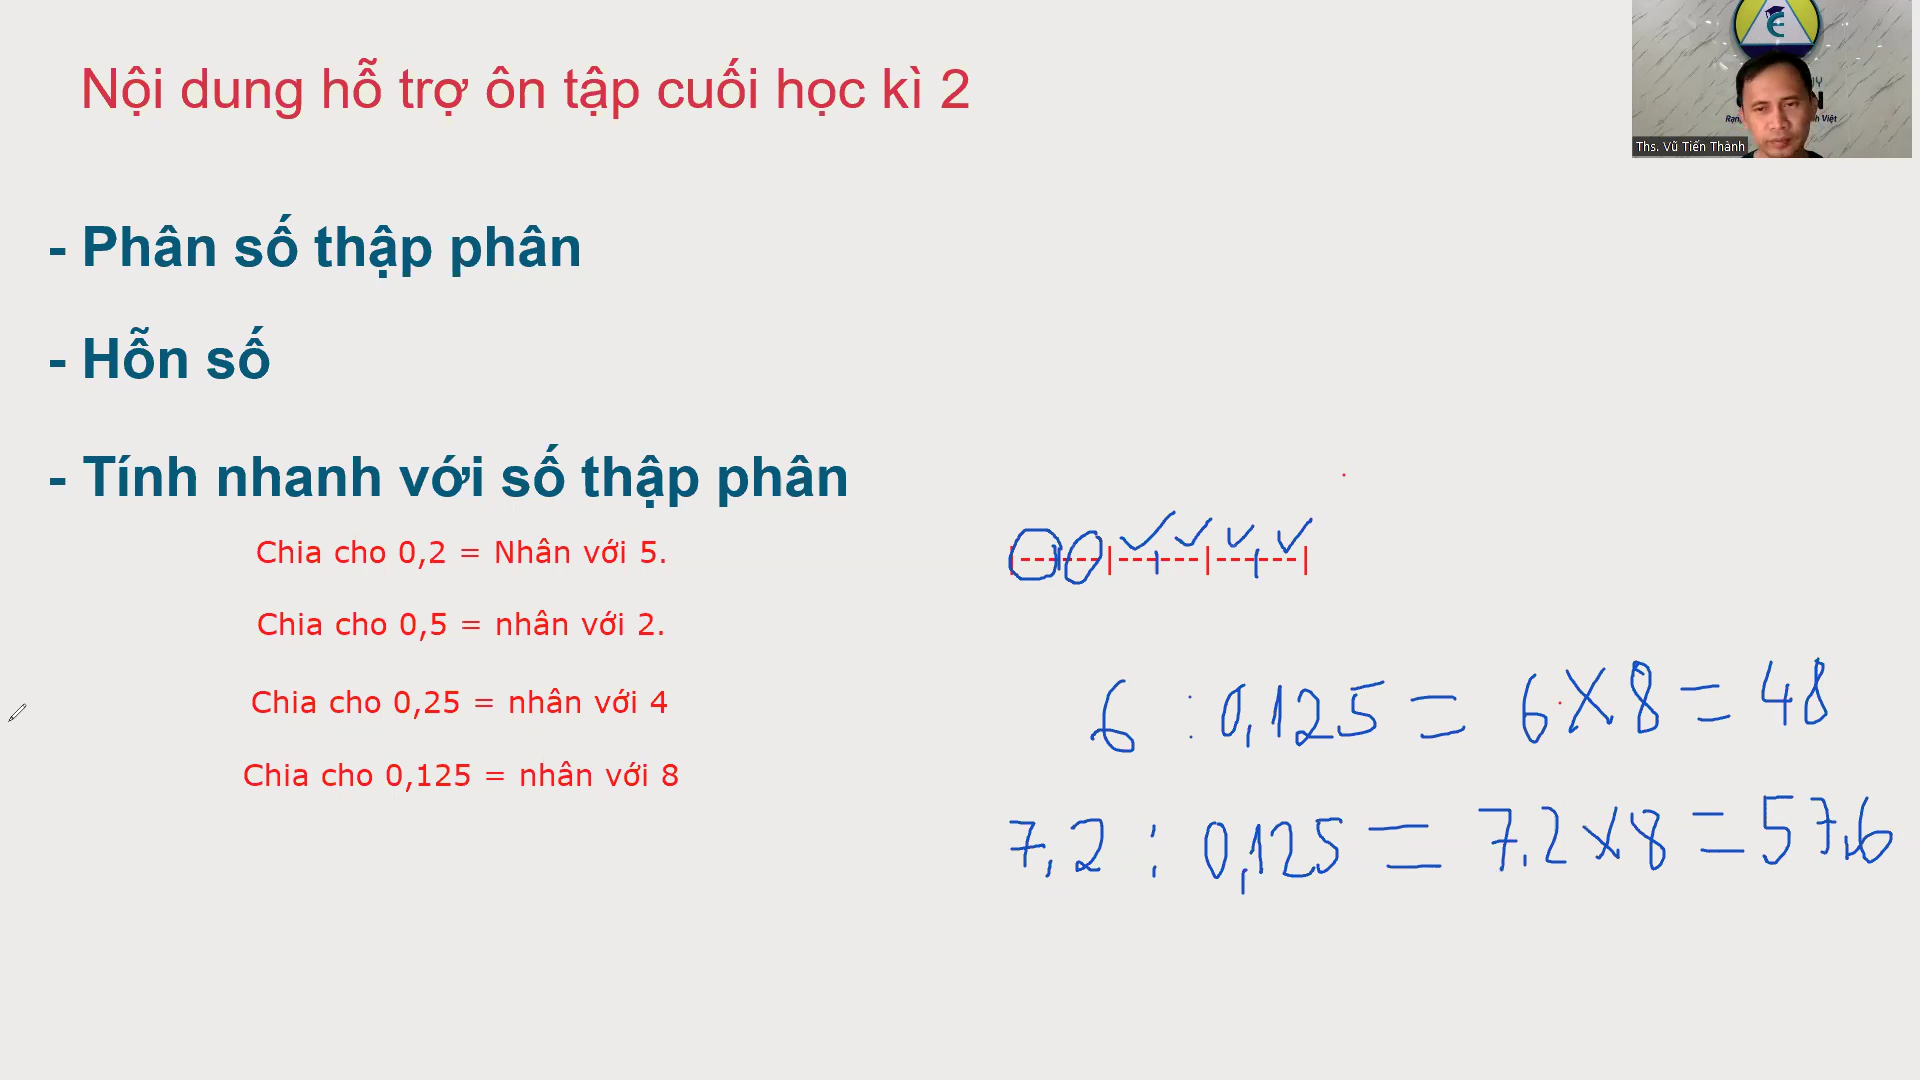 Nội dung hỗ trợ ôn tập cuối học kì 2
- Phân số thập phân
- Hỗn số
- Tính nhanh với số thập phân
Chia cho 0,2 = Nhân với 5.
Chia cho 0,5 = nhân với 2.
Chia cho 0,25 = nhân với 4
Chia cho 0,125 = nhân với 8
|----|----|----|
6 : 0,125 = 6 X 8 = 48
7,2 : 0,125 = 7,2 x 8 = 57,6
Ths. Vũ Tiến Thành